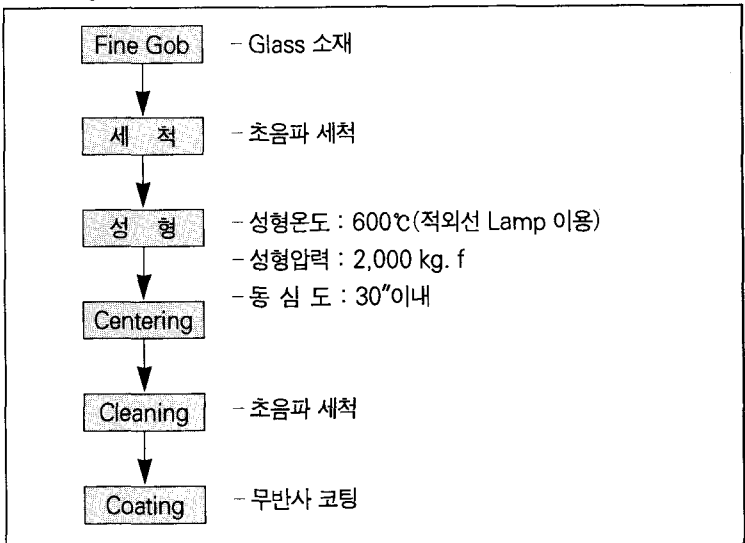 Fine Gob - Glass 소재
세 척 - 초음파 세척
성 형 - 성형온도 : 600℃(적외선 Lamp 이용)
- 성형압력 : 2,000 kg. f
- 동 심 도 : 30″이내
Centering
Cleaning - 초음파 세척
Coating - 무반사 코팅